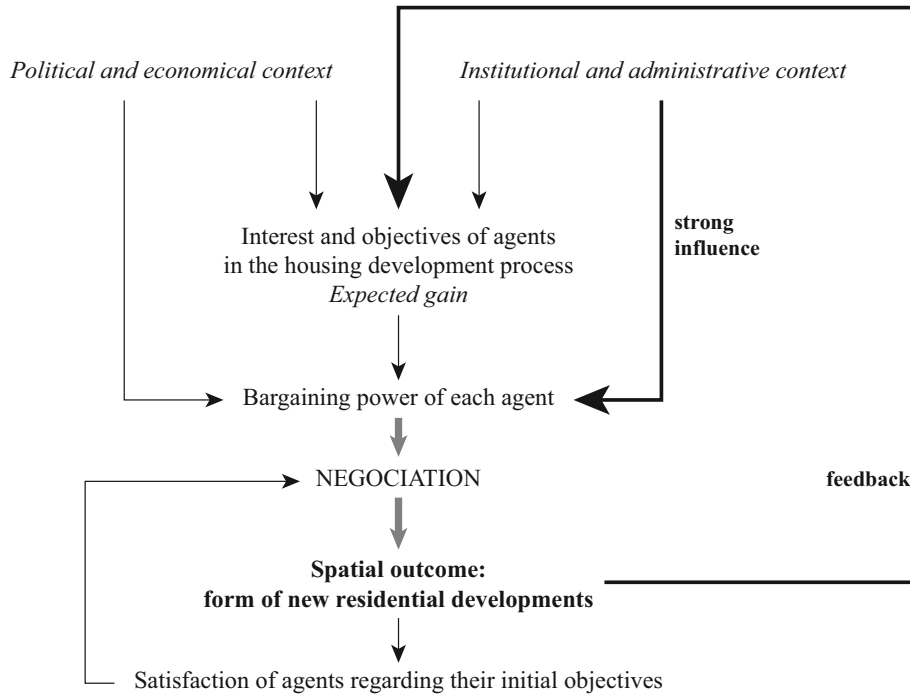 Political and economical context
Institutional and administrative context
strong
influence
Interest and objectives of agents
in the housing development process
Expected gain
Bargaining power of each agent
NEGOCIATION
feedback
Spatial outcome:
form of new residential developments
Satisfaction of agents regarding their initial objectives